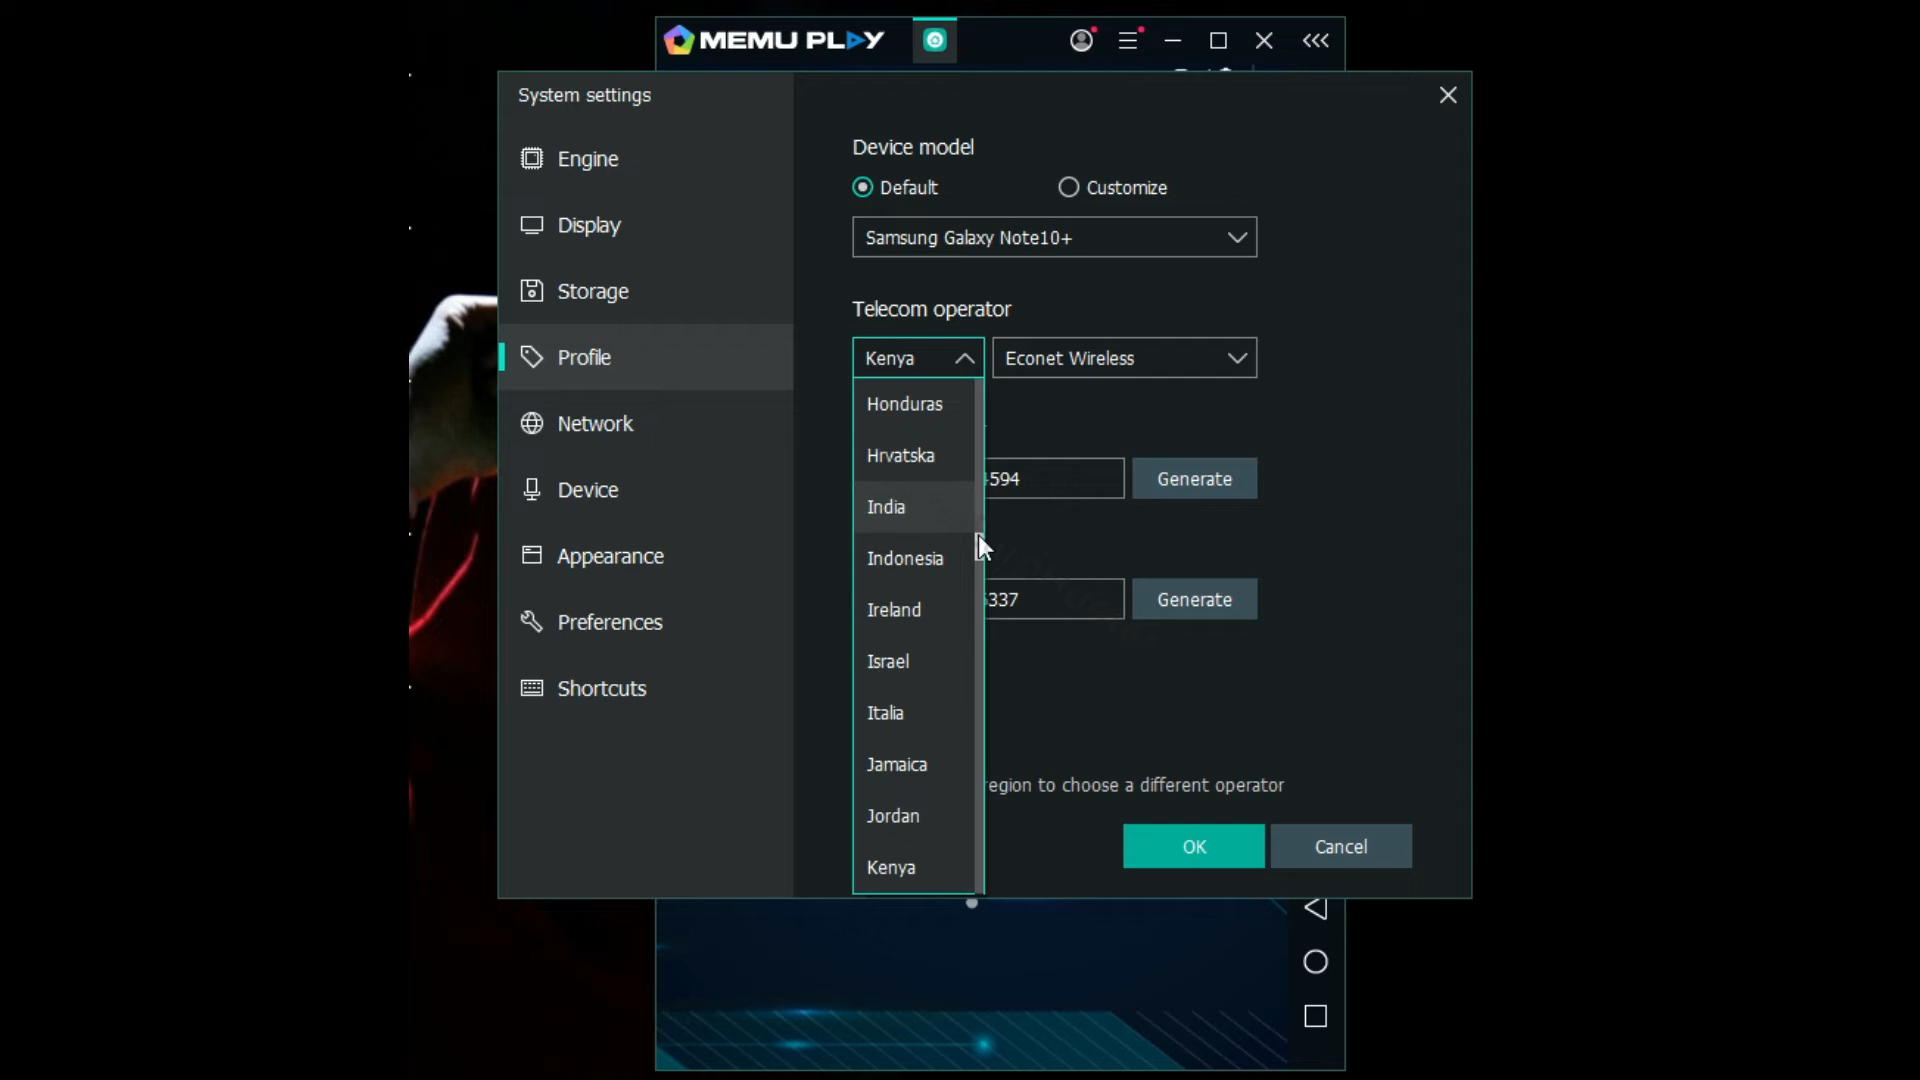 MEMU PLAY
System settings
Engine
Display
Storage
Profile
Network
Device
Appearance
Preferences
Shortcuts
Device model
Default
Customize
Samsung Galaxy Note10+
Telecom operator
Kenya
Econet Wireless
Honduras
Hrvatska
India
Indonesia
Ireland
Israel
Italia
Jamaica
Jordan
Kenya
594
Generate
337
Generate
region to choose a different operator
OK
Cancel